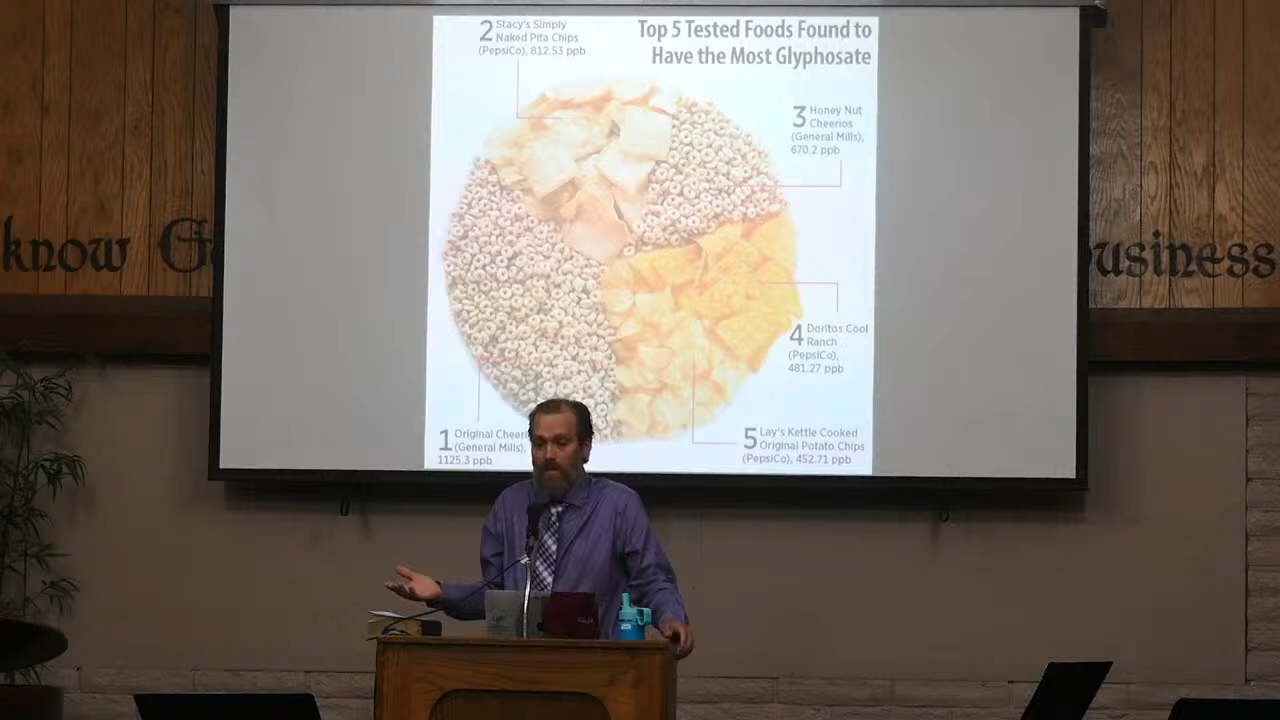 Top 5 Tested Foods Found to
Have the Most Glyphosate
2 Stacy's Simply
Naked Pita Chips
(PepsiCo), 812.53 ppb
3 Honey Nut
Cheerios
(General Mills),
670.2 ppb
know
usiness
4 Doritos Cool
Ranch
(PepsiCo),
481.27 ppb
1 Original
(General Mills),
1125.3 ppb
5 Lay's Kettle Cooked
Original Potato Chips
(PepsiCo), 452.71 ppb